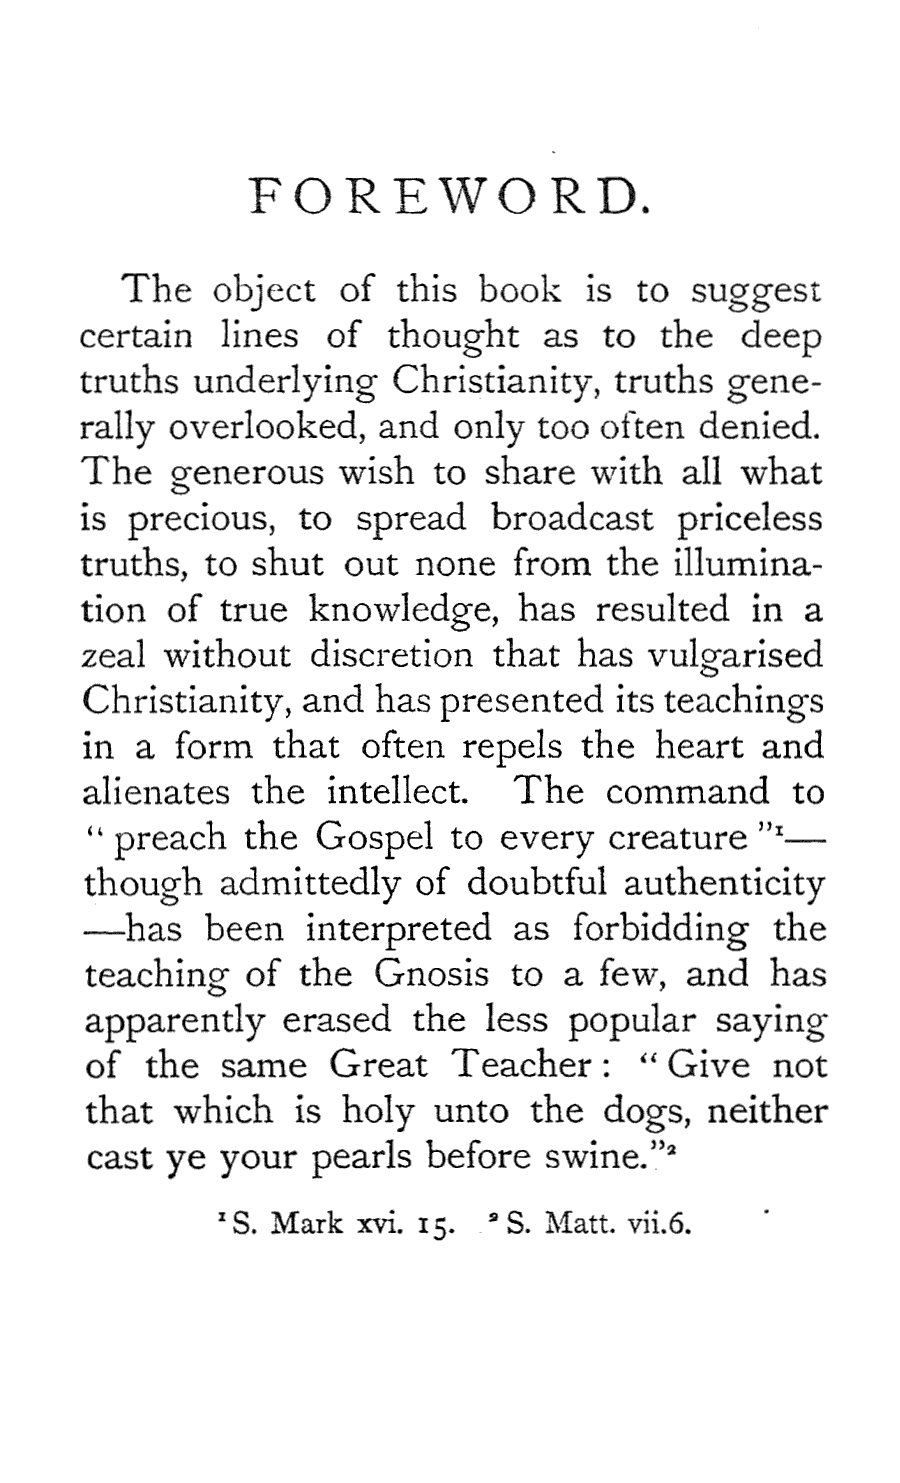 FOREWORD.
The object of this book is to suggest
certain lines of thought as to the deep
truths underlying Christianity, truths gene-
rally overlooked, and only too often denied.
The generous wish to share with all what
is precious, to spread broadcast priceless
truths, to shut out none from the illumina-
tion of true knowledge, has resulted in a
zeal without discretion that has vulgarised
Christianity, and has presented its teachings
in a form that often repels the heart and
alienates the intellect. The command to
“ preach the Gospel to every creature ”¹—
though admittedly of doubtful authenticity
—has been interpreted as forbidding the
teaching of the Gnosis to a few, and has
apparently erased the less popular saying
of the same Great Teacher : “ Give not
that which is holy unto the dogs, neither
cast ye your pearls before swine.”²
¹ S. Mark xvi. 15. ² S. Matt. vii.6.